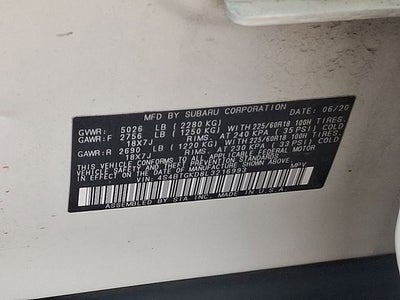 MFD BY SUBARU CORPORATION DATE: 06/20
GVWR: 5026 LB ( 2280 KG)
GAWR:F 2756 LB ( 1250 KG) WITH 225/60R18 100H TIRES.
18X7J RIMS. AT 240 KPA ( 35 PSI) COLD
GAWR:R 2690 LB ( 1220 KG) WITH 225/60R18 100H TIRES.
18X7J RIMS. AT 230 KPA ( 33 PSI) COLD
THIS VEHICLE CONFORMS TO ALL APPLICABLE FEDERAL MOTOR
VEHICLE SAFETY AND THEFT PREVENTION STANDARDS
IN EFFECT ON THE DATE OF MANUFACTURE SHOWN ABOVE.
VIN: 4S4BTGKD8L3216993 MPV
ASSEMBLED BY SIA, INC. MADE IN U.S.A.